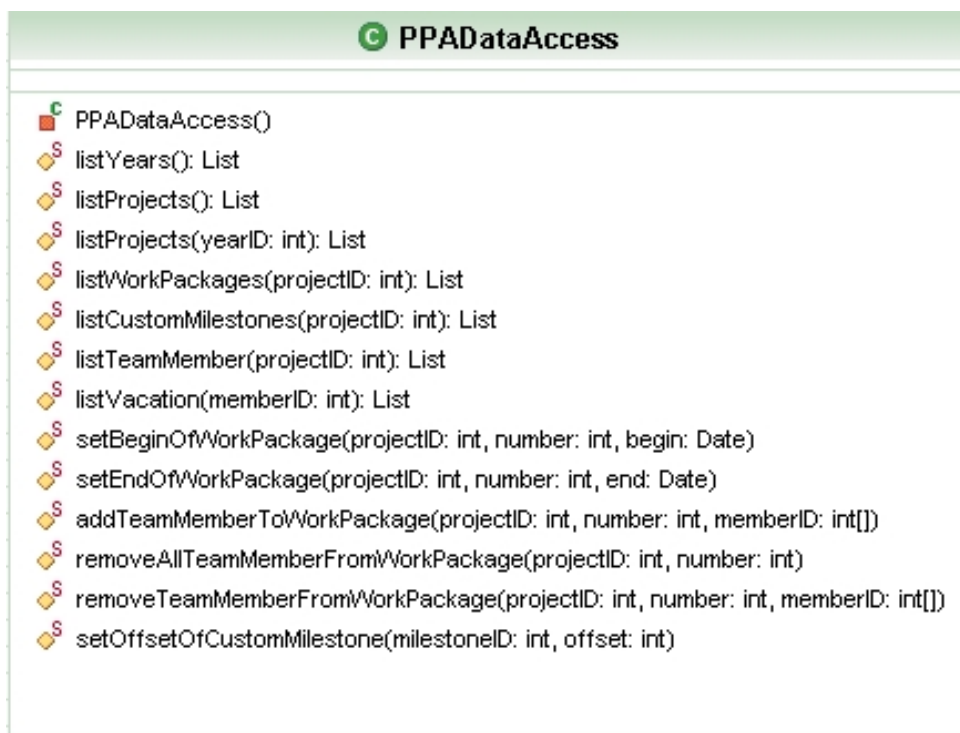 C PPADataAccess
C PPADataAccess()
S listYears(): List
S listProjects(): List
S listProjects(yearID: int): List
S listWorkPackages(projectID: int): List
S listCustomMilestones(projectID: int): List
S listTeamMember(projectID: int): List
S listVacation(memberID: int): List
S setBeginOfWorkPackage(projectID: int, number: int, begin: Date)
S setEndOfWorkPackage(projectID: int, number: int, end: Date)
S addTeamMemberToWorkPackage(projectID: int, number: int, memberID: int[])
S removeAllTeamMemberFromWorkPackage(projectID: int, number: int)
S removeTeamMemberFromWorkPackage(projectID: int, number: int, memberID: int[])
S setOffsetOfCustomMilestone(milestoneID: int, offset: int)